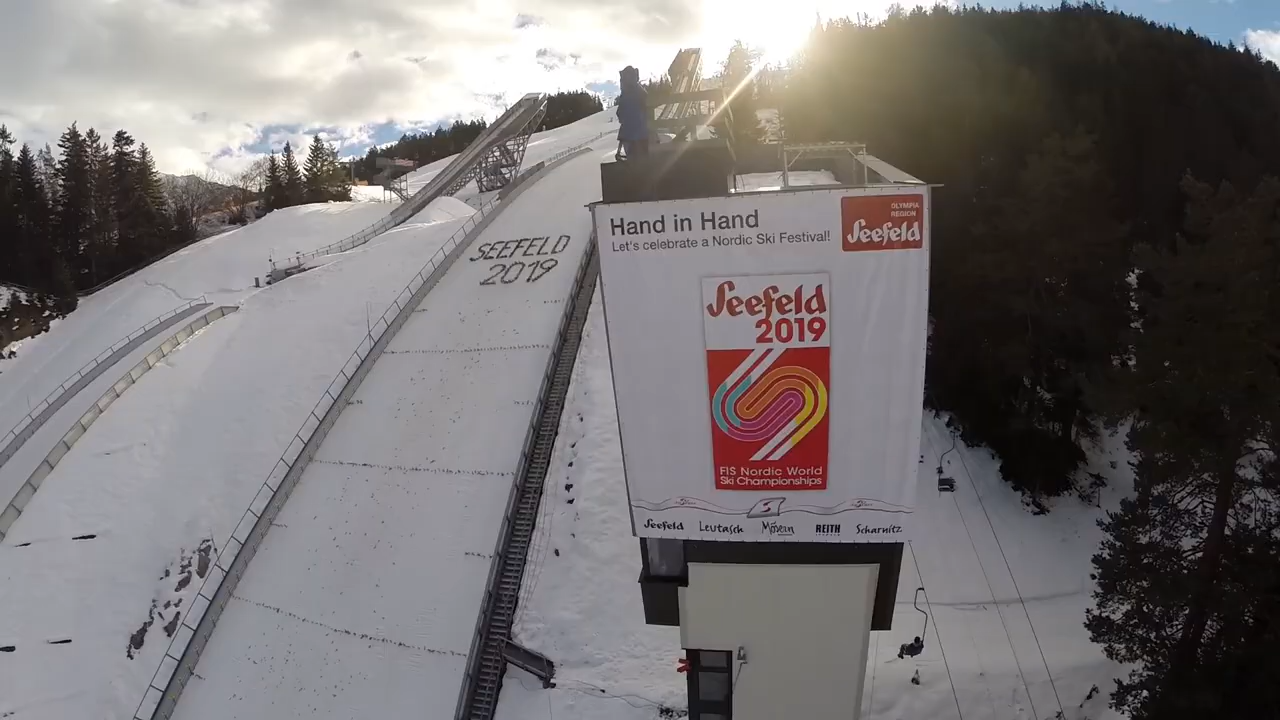 SEEFELD
2019
Hand in Hand
Let's celebrate a Nordic Ski Festival!
OLYMPIA
REGION
Seefeld
Seefeld
2019
FIS Nordic World
Ski Championships
Seefeld Leutasch Mösern REITH Scharnitz